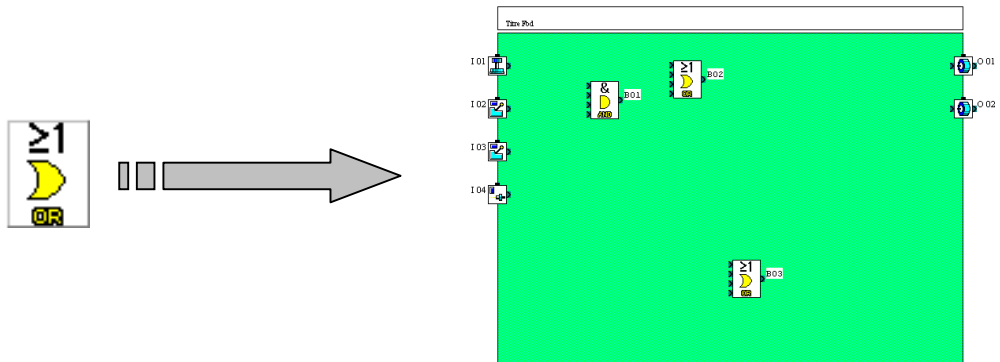 ≥1
OR
Titre Fbd
I 01
I 02
I 03
I 04
&
AND
B01
≥1
OR
B02
≥1
OR
B03
O 01
O 02